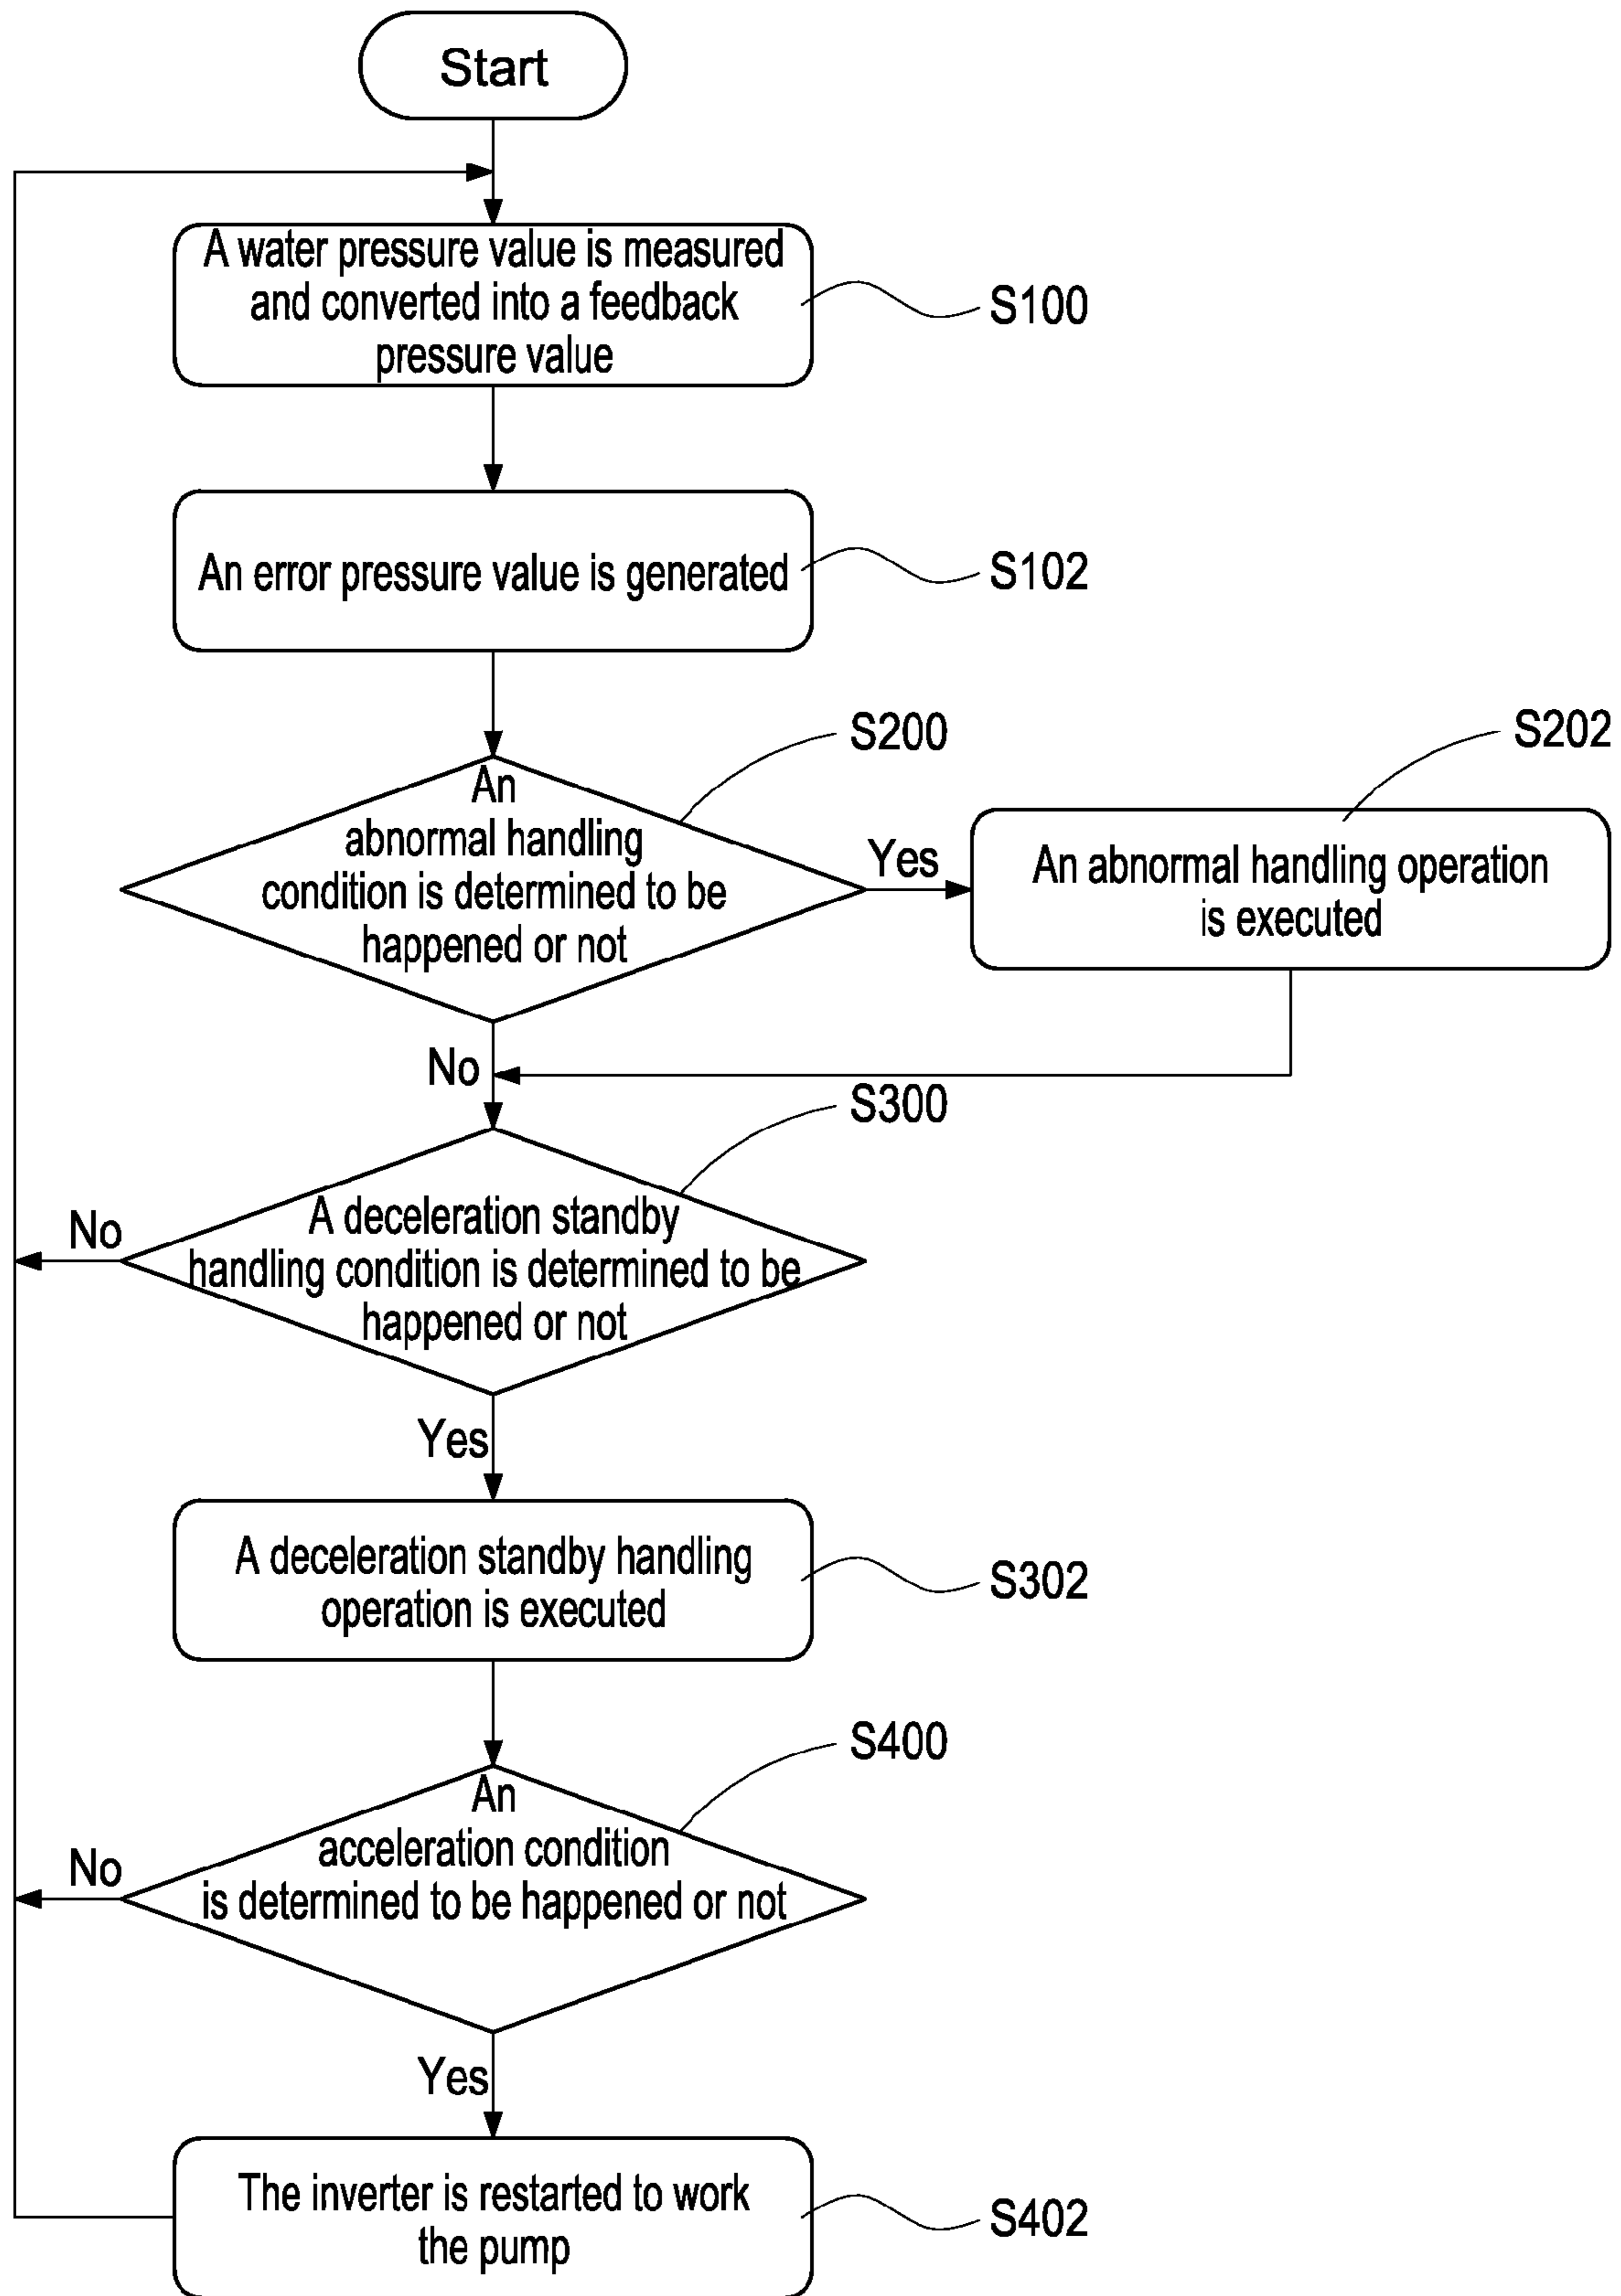 Start
A water pressure value is measured
and converted into a feedback
pressure value
S100
An error pressure value is generated
S102
S200
S202
An
abnormal handling
condition is determined to be
happened or not
Yes
An abnormal handling operation
is executed
No
S300
A deceleration standby
handling condition is determined to be
happened or not
No
Yes
A deceleration standby handling
operation is executed
S302
S400
An
acceleration condition
is determined to be happened or not
No
Yes
The inverter is restarted to work
the pump
S402